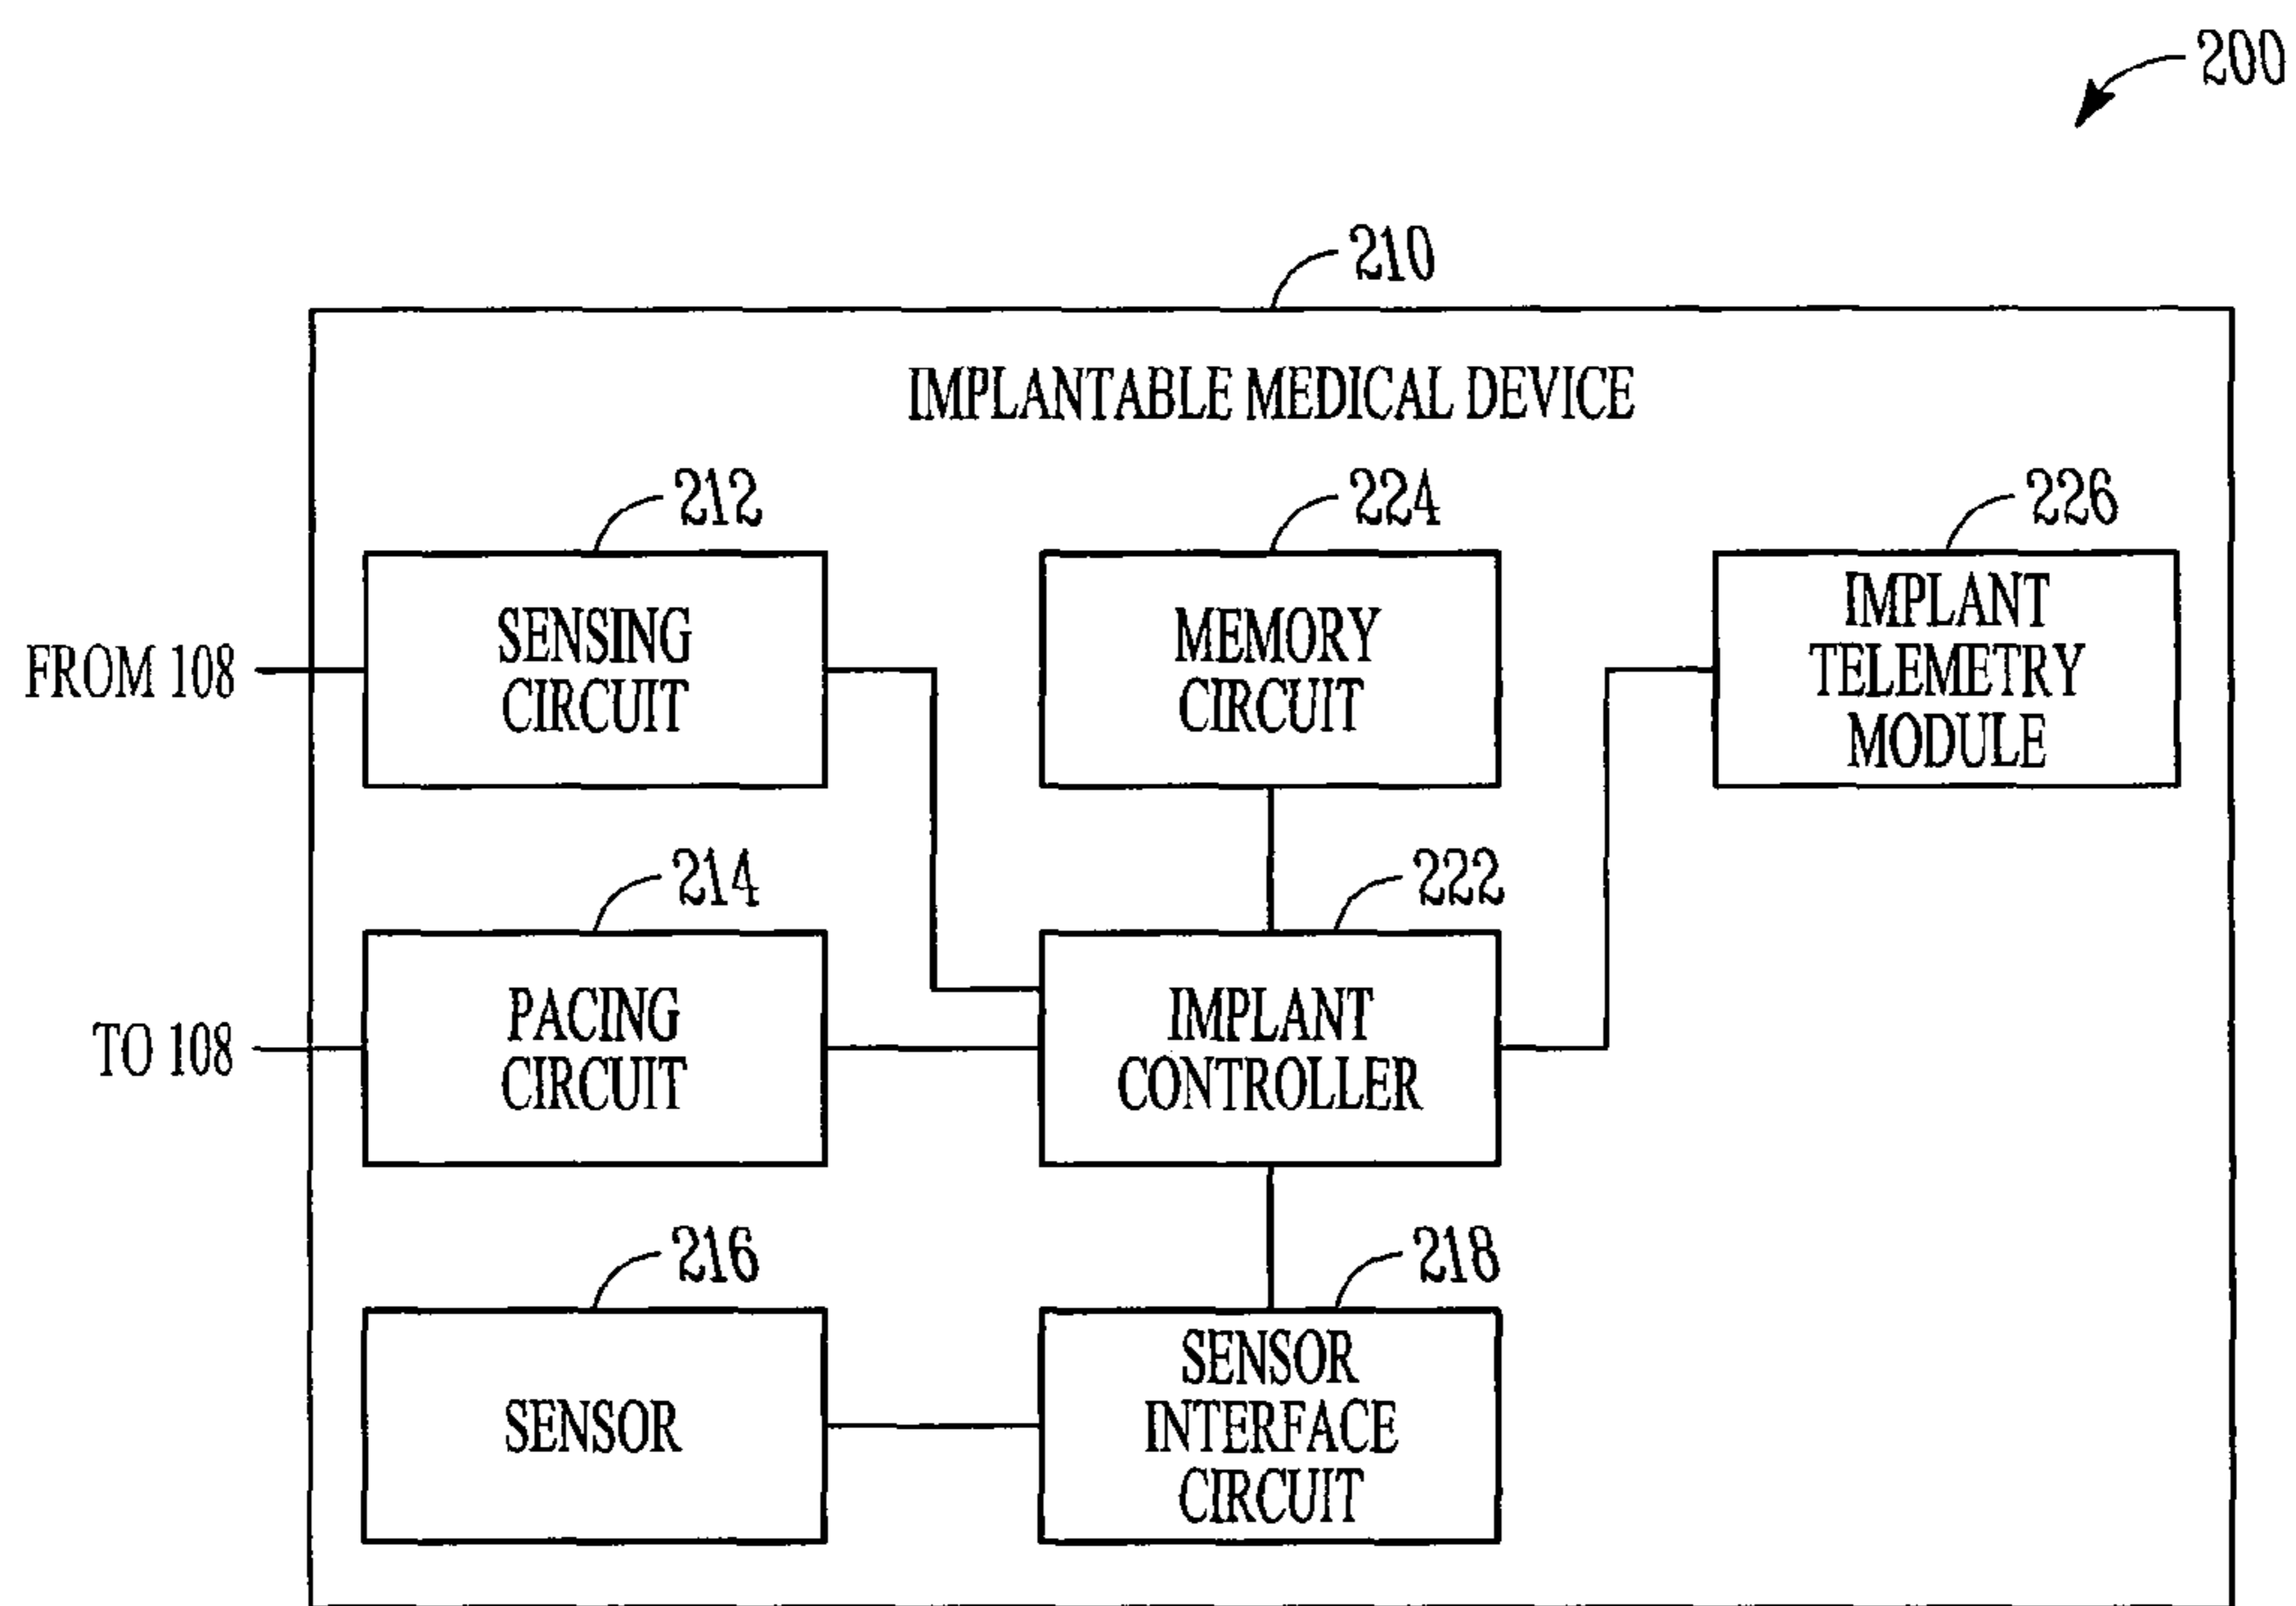 200
210
IMPLANTABLE MEDICAL DEVICE
212
224
226
SENSING
CIRCUIT
MEMORY
CIRCUIT
IMPLANT
TELEMETRY
MODULE
FROM 108
214
222
PACING
CIRCUIT
IMPLANT
CONTROLLER
TO 108
216
218
SENSOR
SENSOR
INTERFACE
CIRCUIT